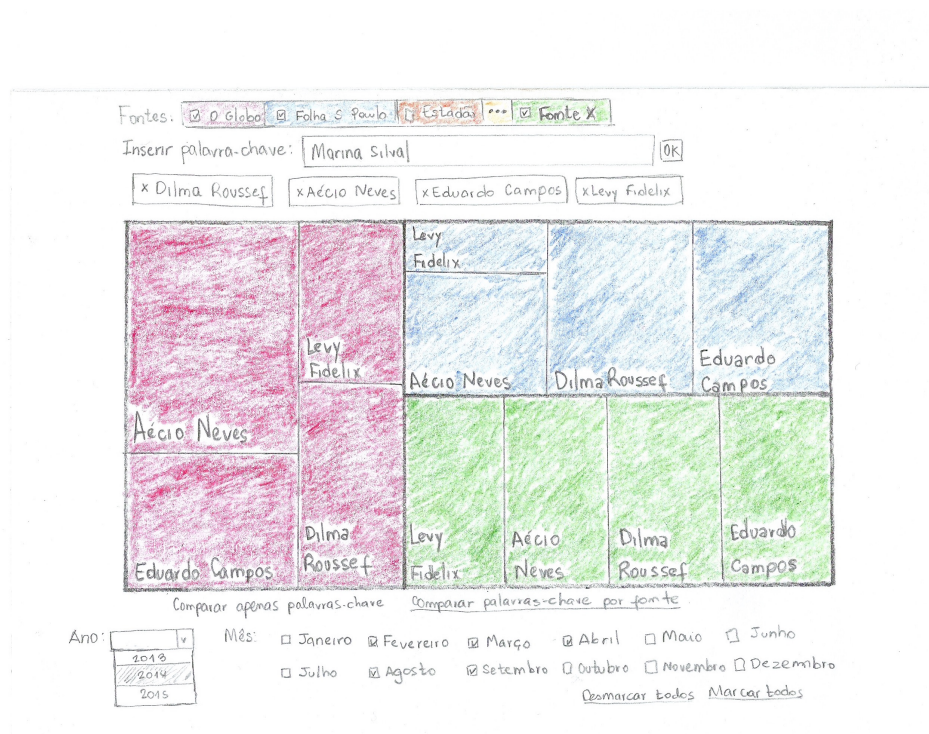 Fontes: O Globo Folha S Paulo Estadão ... Fonte X
Inserir palavra-chave: Marina Silva OK
x Dilma Roussef x Aécio Neves x Eduardo Campos x Levy Fidelix
Levy
Fidelix
Levy
Fidelix
Aécio Neves Dilma Roussef
Eduardo
Campos
Aécio Neves
Eduardo Campos
Dilma
Roussef
Levy
Fidelix
Aécio
Neves
Dilma
Roussef
Eduardo
Campos
Comparar apenas palavras-chave Comparar palavras-chave por fonte
Ano: Mês: Janeiro Fevereiro Março Abril Maio Junho
2013
2014 Julho Agosto Setembro Outubro Novembro Dezembro
2015
Desmarcar todos Marcar todos